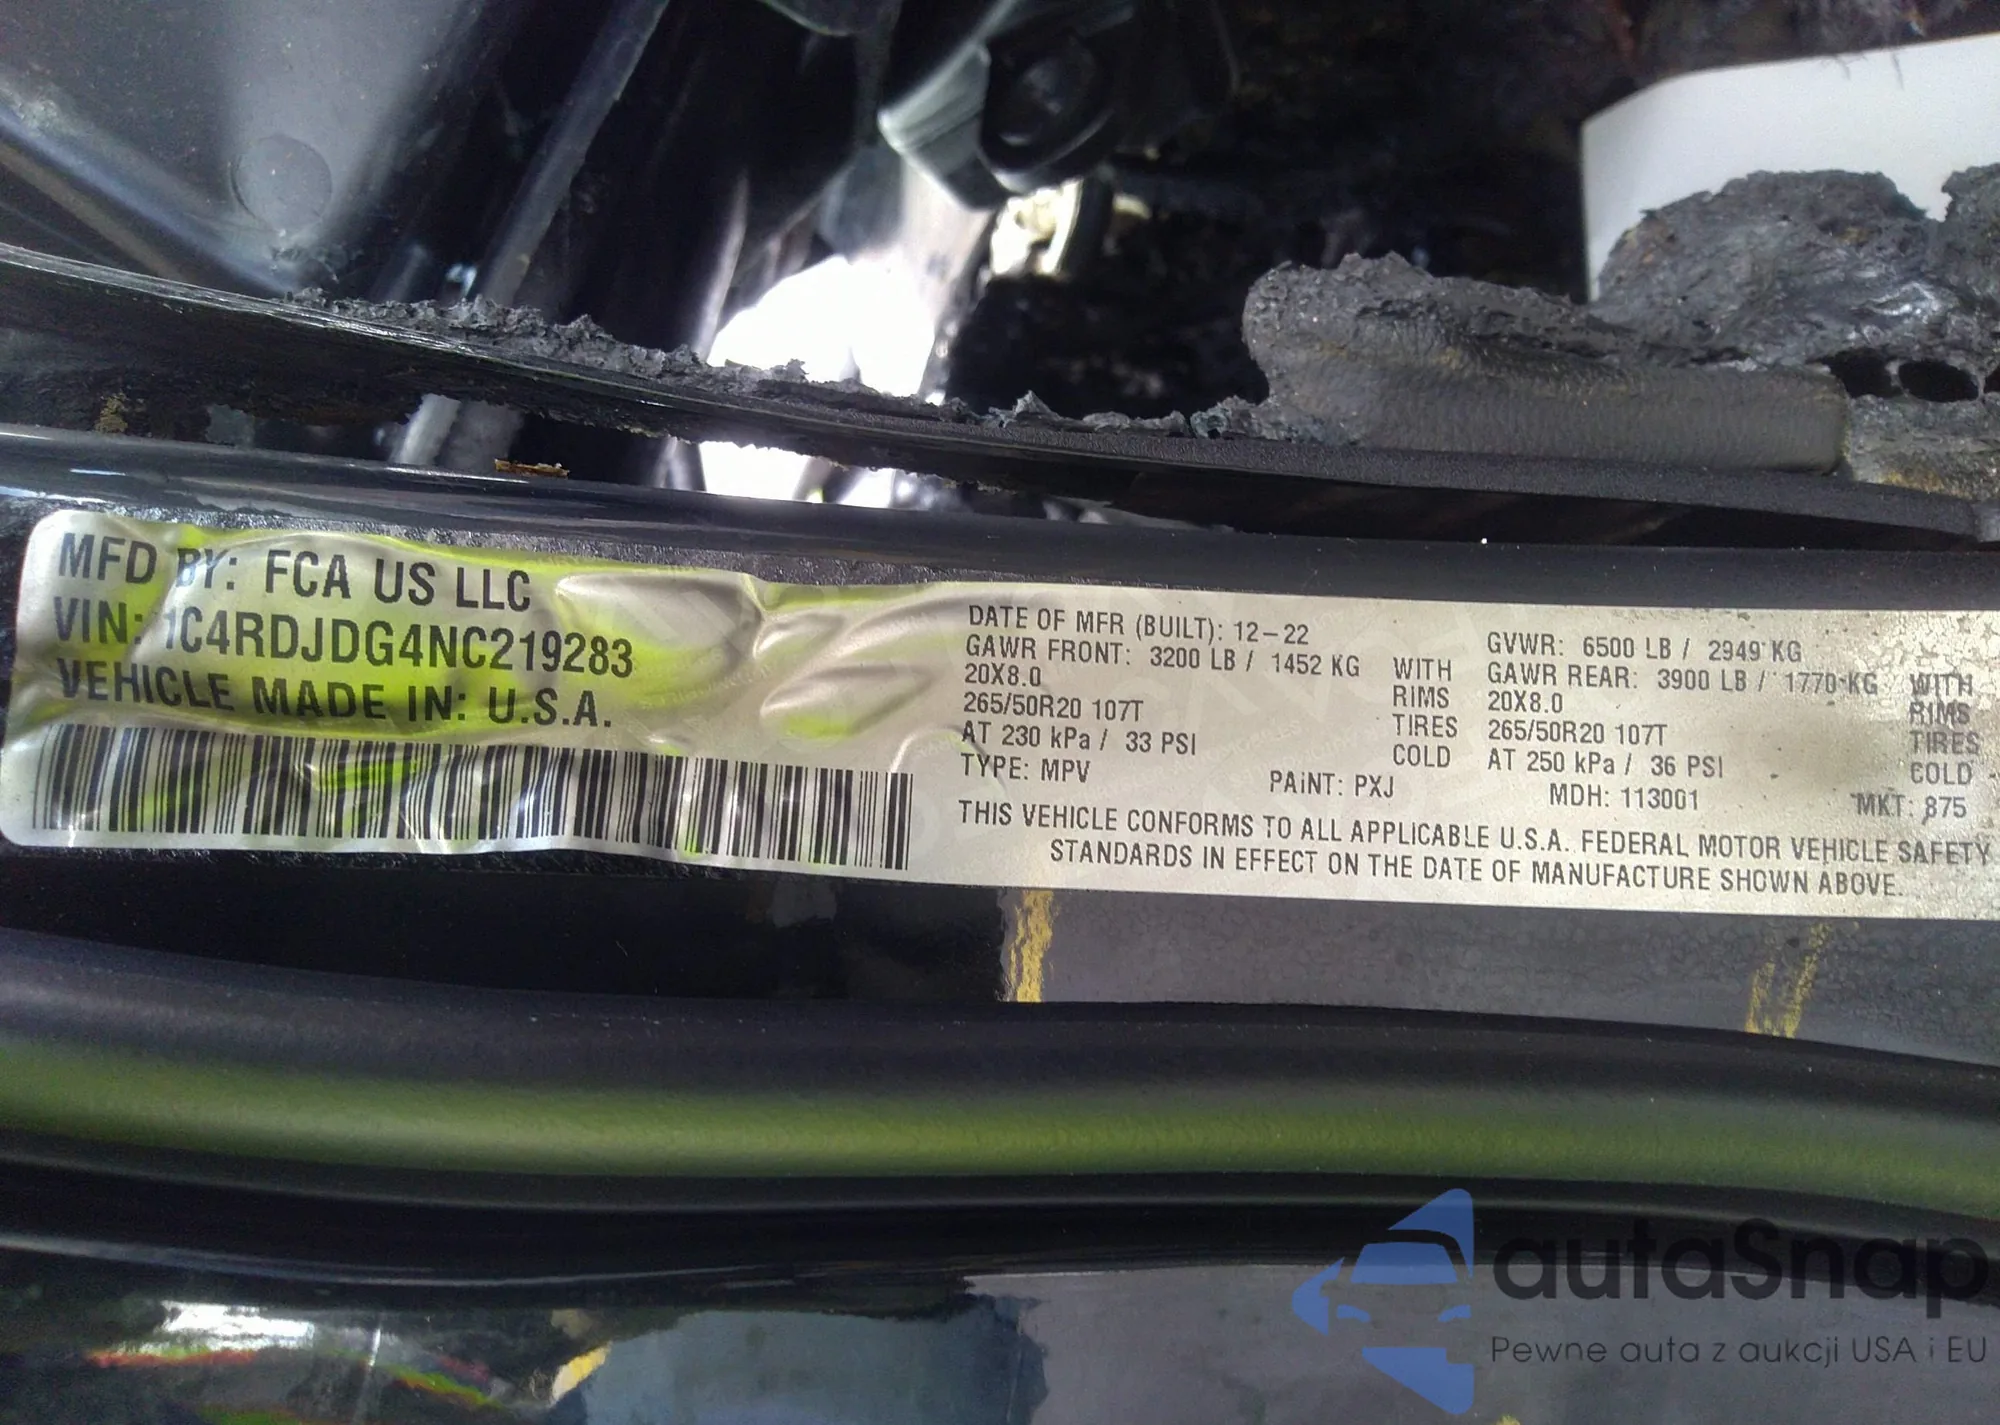 MFD BY: FCA US LLC
VIN: 1C4RDJDG4NC219283
VEHICLE MADE IN: U.S.A.
DATE OF MFR (BUILT): 12-22
GAWR FRONT: 3200 LB / 1452 KG WITH
20X8.0 RIMS
265/50R20 107T TIRES
AT 230 kPa / 33 PSI COLD
GVWR: 6500 LB / 2949 KG
GAWR REAR: 3900 LB / 1770 KG WITH
20X8.0 RIMS
265/50R20 107T TIRES
AT 250 kPa / 36 PSI COLD
TYPE: MPV PAINT: PXJ MDH: 113001 MKT: 875
THIS VEHICLE CONFORMS TO ALL APPLICABLE U.S.A. FEDERAL MOTOR VEHICLE SAFETY
STANDARDS IN EFFECT ON THE DATE OF MANUFACTURE SHOWN ABOVE.
autaSnap
Pewne auta z aukcji USA i EU